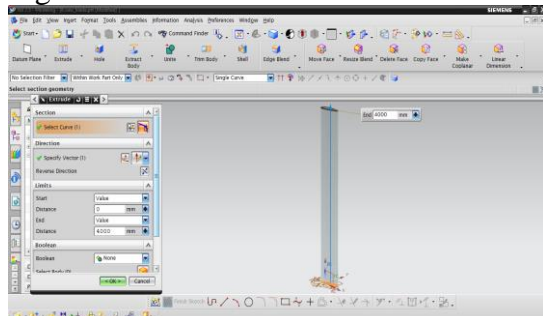 SIEMENS
File Edit View Insert Format Tools Assemblies Information Analysis Preferences Window Help
Start Command Finder
Datum Plane Extrude Hole Extract Body Unite Trim Body Shell Edge Blend Move Face Resize Blend Delete Face Copy Face Make Coplanar Linear Dimension
No Selection Filter Within Work Part Only Single Curve
Select section geometry
Extrude
Section
Select Curve (1)
Direction
Specify Vector (1)
Reverse Direction
Limits
Start Value
Distance 0 mm
End Value
Distance 4000 mm
Boolean
Boolean None
Select Body (0)
OK Cancel
End 4000 mm
Finish Sketch